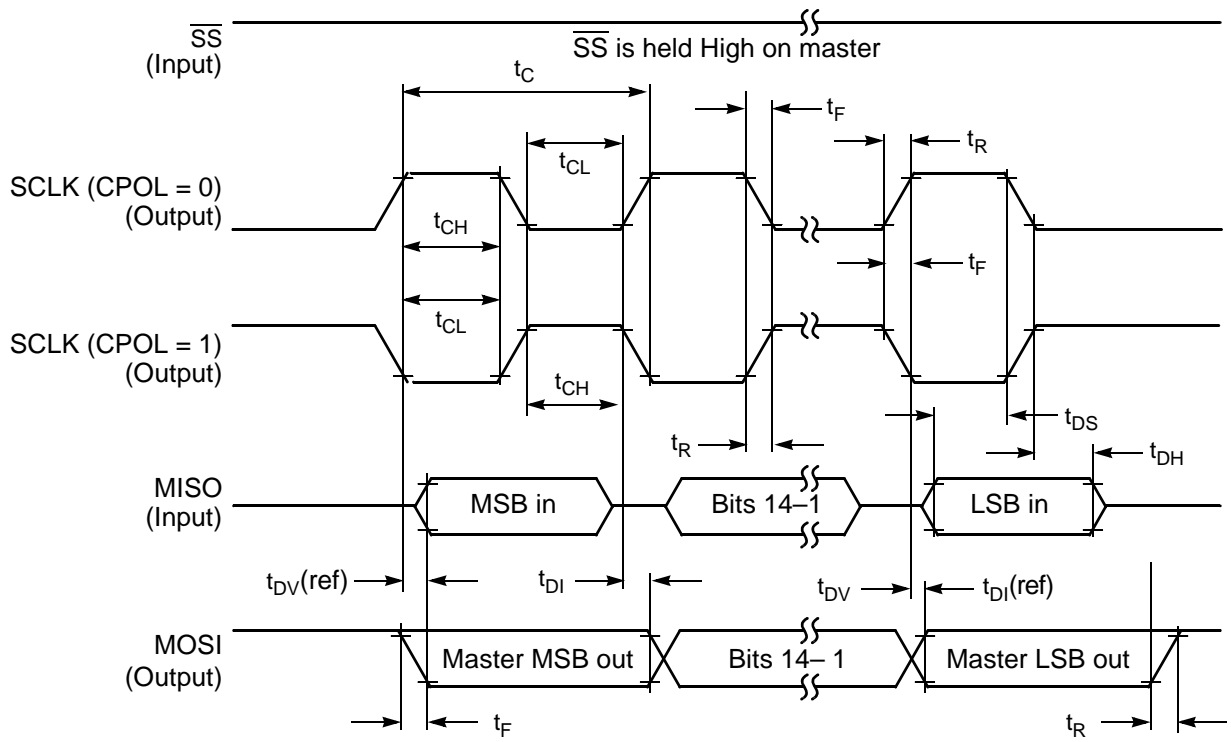 SS
(Input)
SS is held High on master
tC
tF
tR
tCL
SCLK (CPOL = 0)
(Output)
tCH
tF
tCL
SCLK (CPOL = 1)
(Output)
tCH
tDS
tR
tDH
MISO
(Input)
MSB in
Bits 14–1
LSB in
tDV(ref)
tDI
tDV
tDI(ref)
MOSI
(Output)
Master MSB out
Bits 14– 1
Master LSB out
tF
tR